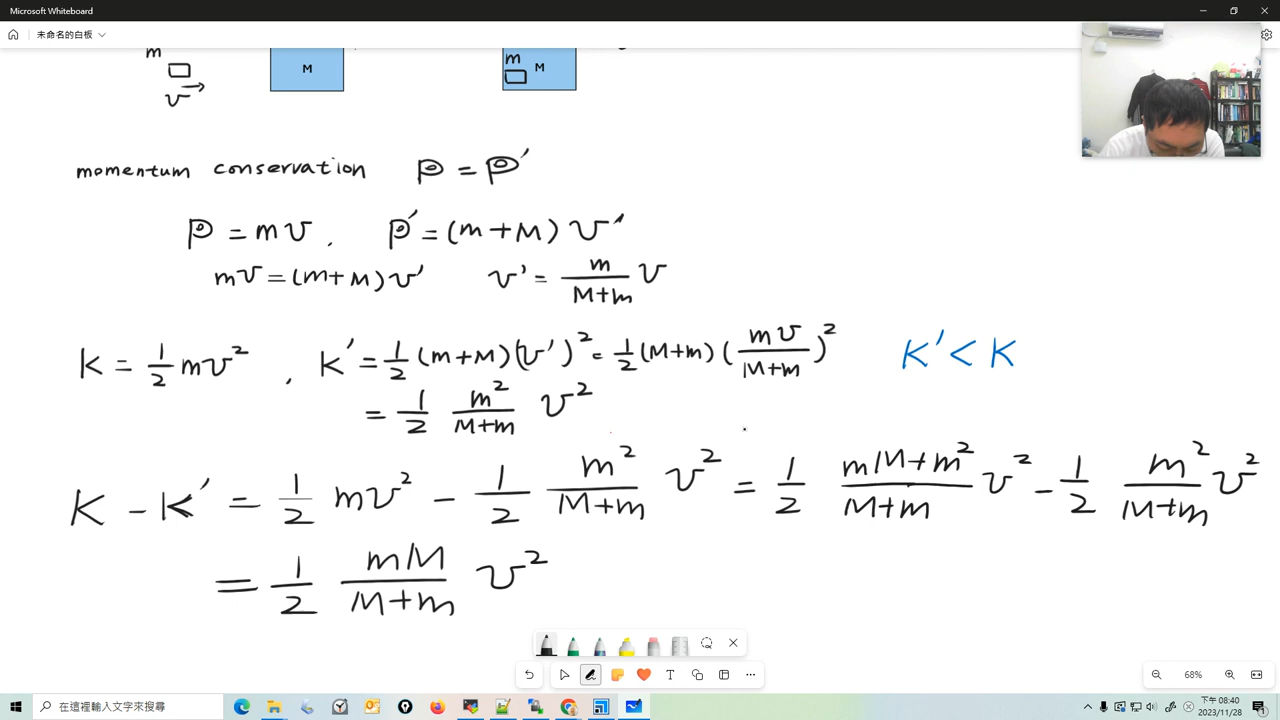 Microsoft Whiteboard
未命名的白板
m M m M
v
momentum conservation P = P'
P = mv , P' = (m+M) v'
mv = (m+M) v' v' = m/(M+m) v
K = 1/2 mv² , K' = 1/2 (m+M)(v')² = 1/2 (M+m)(mv/(M+m))² K' < K
= 1/2 m²/(M+m) v²
K - K' = 1/2 mv² - 1/2 m²/(M+m) v² = 1/2 (mM+m²)/(M+m) v² - 1/2 m²/(M+m) v²
= 1/2 mM/(M+m) v²
68%
在這裡輸入文字來搜尋
下午 08:40
2023/11/28